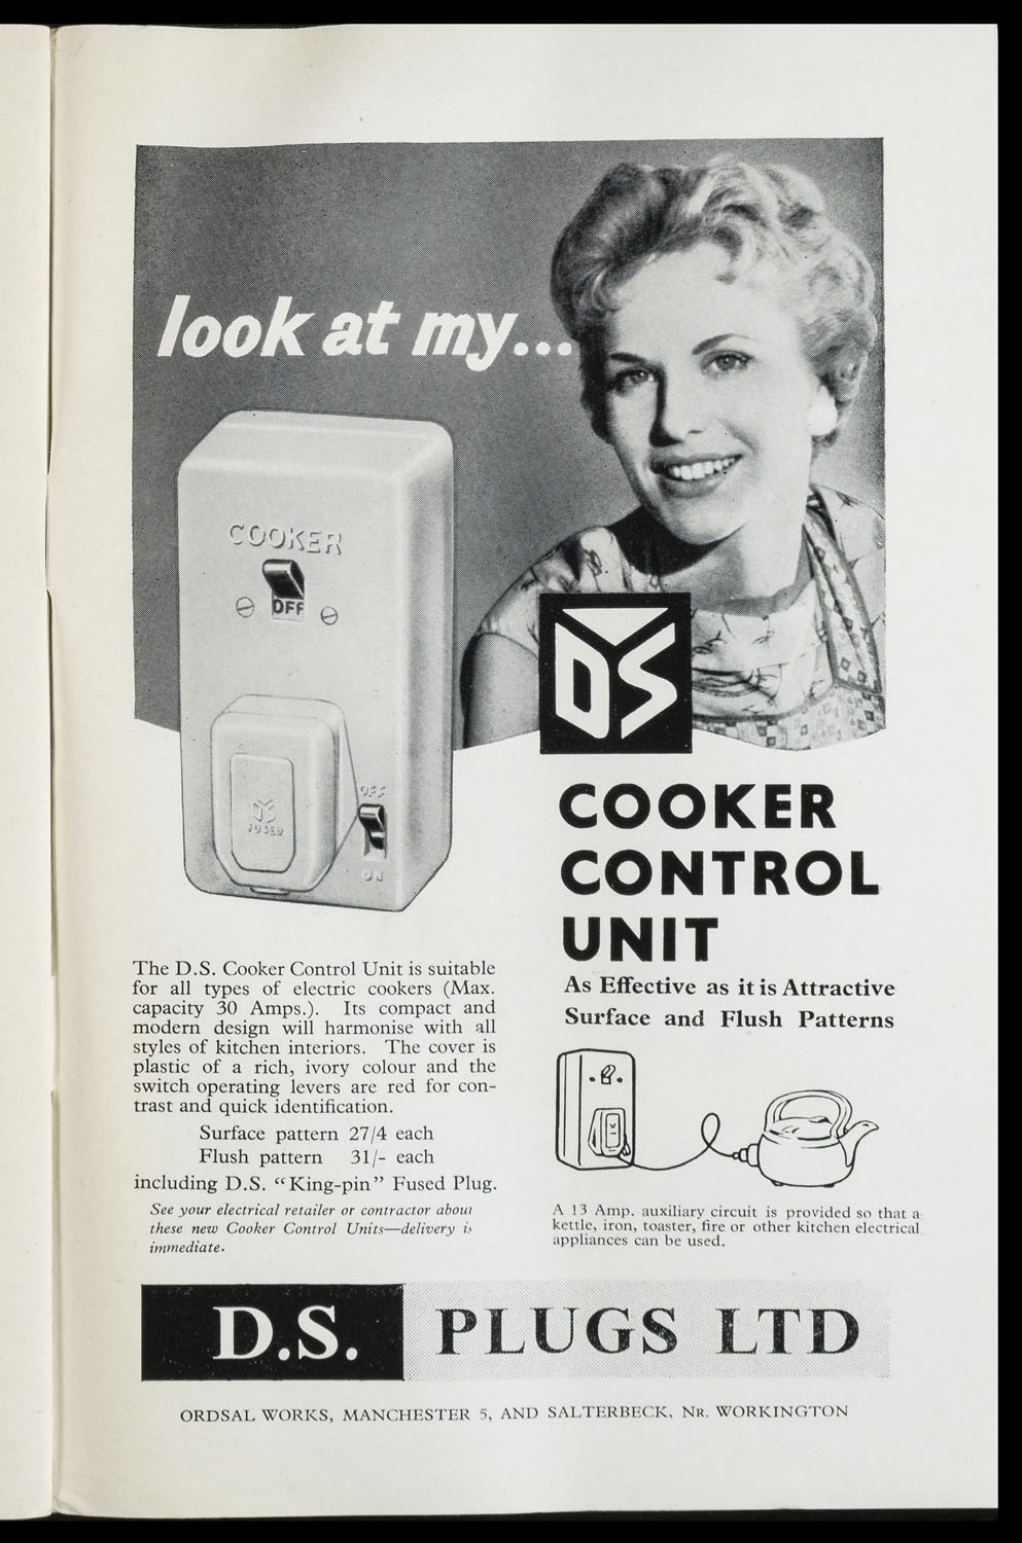 look at my...
COOKER
OFF
DS
FUSED
OFF
ON
DS
COOKER
CONTROL
UNIT
As Effective as it is Attractive
Surface and Flush Patterns
The D.S. Cooker Control Unit is suitable
for all types of electric cookers (Max.
capacity 30 Amps.). Its compact and
modern design will harmonise with all
styles of kitchen interiors. The cover is
plastic of a rich, ivory colour and the
switch operating levers are red for con-
trast and quick identification.
Surface pattern 27/4 each
Flush pattern 31/- each
including D.S. “King-pin” Fused Plug.
See your electrical retailer or contractor about
these new Cooker Control Units—delivery is
immediate.
A 13 Amp. auxiliary circuit is provided so that a
kettle, iron, toaster, fire or other kitchen electrical
appliances can be used.
D.S. PLUGS LTD
ORDSAL WORKS, MANCHESTER 5, AND SALTERBECK, NR. WORKINGTON